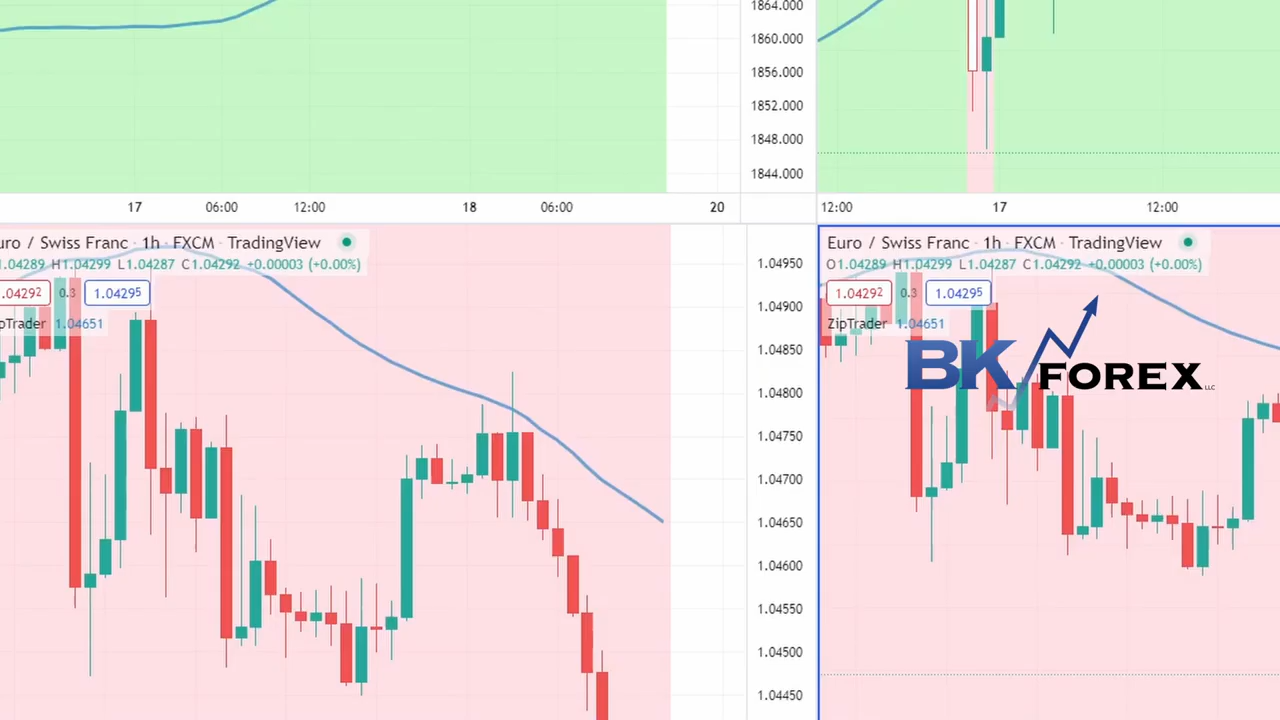 1864.000
1860.000
1856.000
1852.000
1848.000
1844.000
17 06:00 12:00 18 06:00 20
12:00 17 12:00
uro / Swiss Franc · 1h · FXCM · TradingView
1.04289 H1.04299 L1.04287 C1.04292 +0.00003 (+0.00%)
.04292 0.3 1.04295
pTrader 1.04651
1.04950
1.04900
1.04850
1.04800
1.04750
1.04700
1.04650
1.04600
1.04550
1.04500
1.04450
Euro / Swiss Franc · 1h · FXCM · TradingView
O1.04289 H1.04299 L1.04287 C1.04292 +0.00003 (+0.00%)
1.04292 0.3 1.04295
ZipTrader 1.04651
BK FOREX LLC